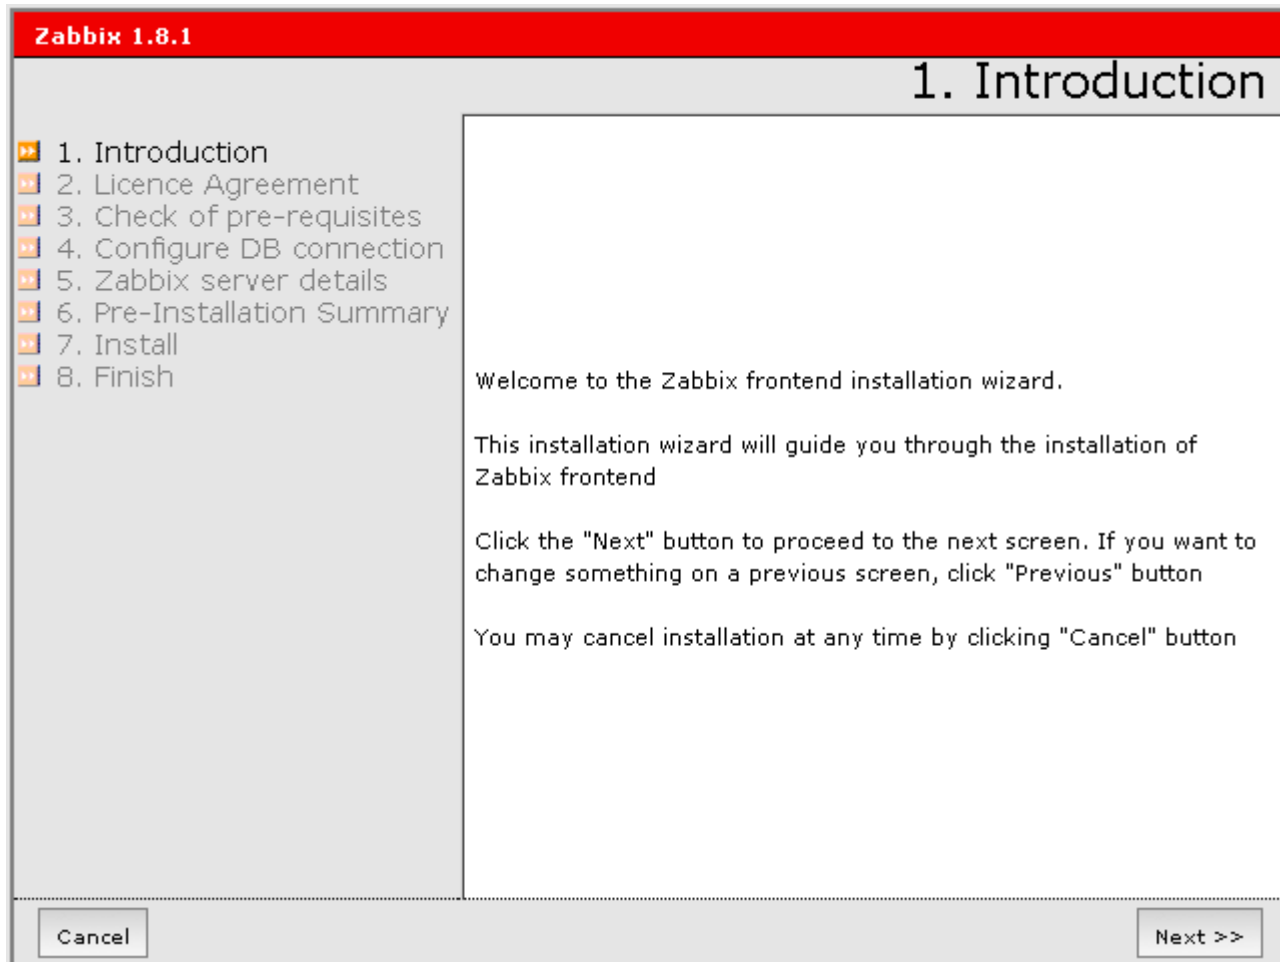 Zabbix 1.8.1
1. Introduction
1. Introduction
2. Licence Agreement
3. Check of pre-requisites
4. Configure DB connection
5. Zabbix server details
6. Pre-Installation Summary
7. Install
8. Finish
Welcome to the Zabbix frontend installation wizard.
This installation wizard will guide you through the installation of
Zabbix frontend
Click the "Next" button to proceed to the next screen. If you want to
change something on a previous screen, click "Previous" button
You may cancel installation at any time by clicking "Cancel" button
Cancel
Next >>